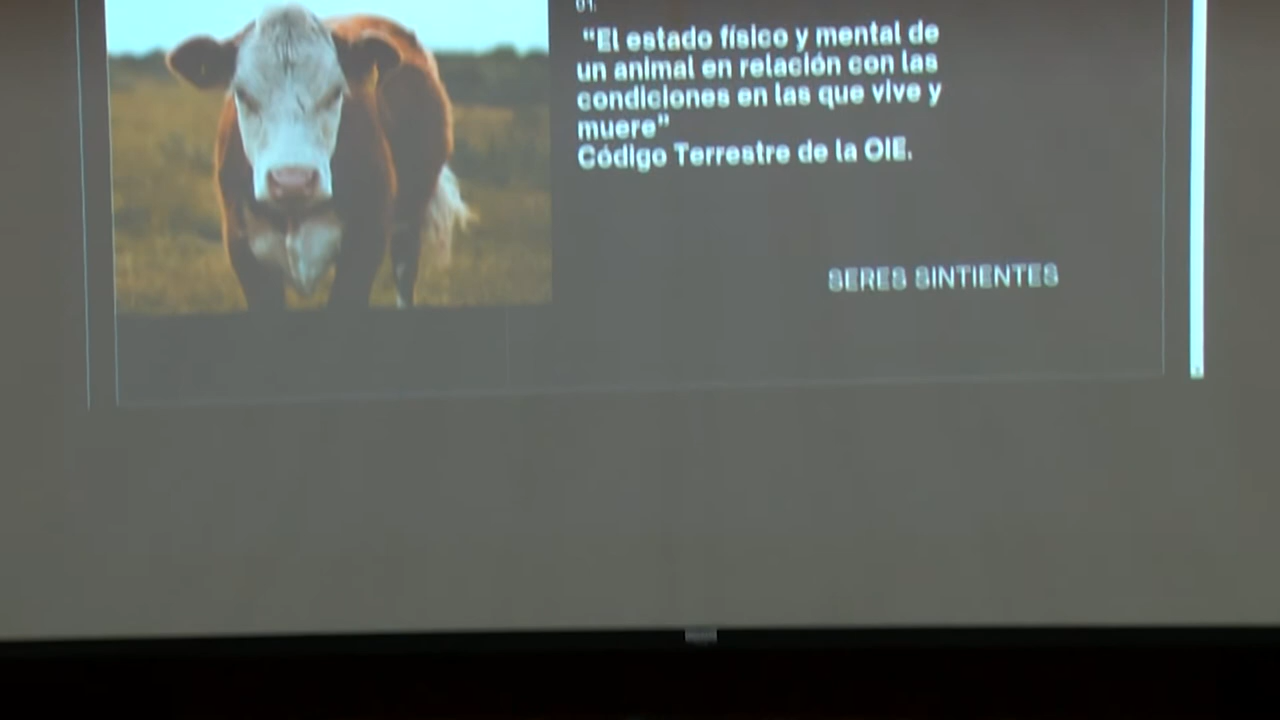 01.
“El estado físico y mental de
un animal en relación con las
condiciones en las que vive y
muere”
Código Terrestre de la OIE.
SERES SINTIENTES